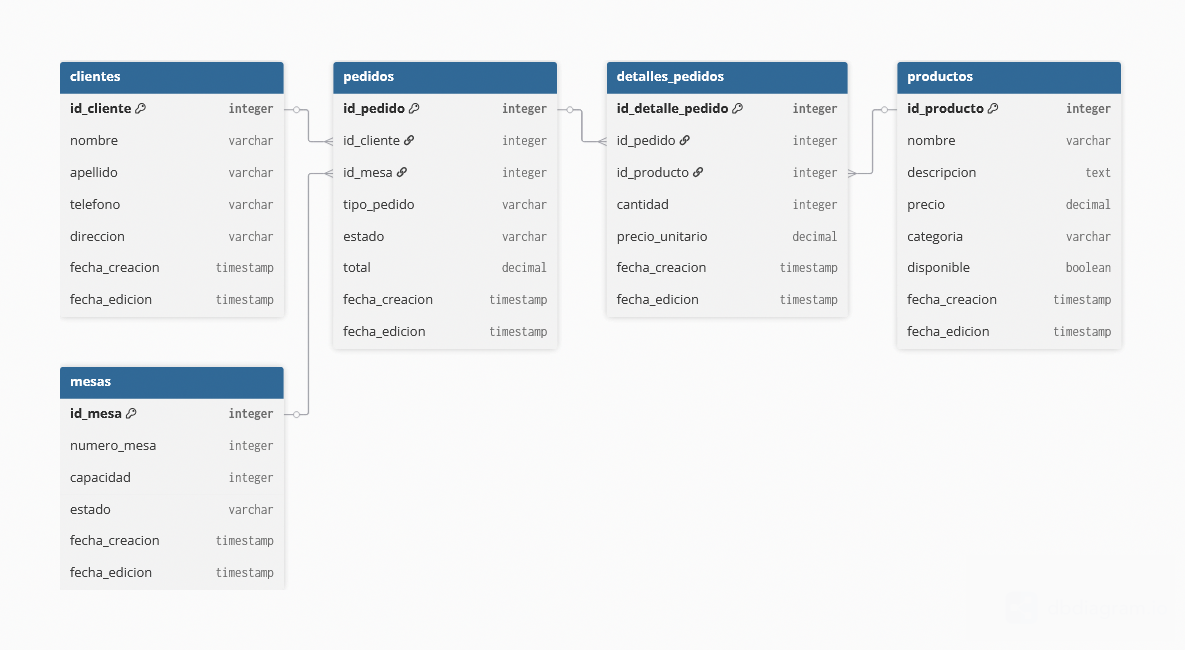 clientes
id_cliente integer
nombre varchar
apellido varchar
telefono varchar
direccion varchar
fecha_creacion timestamp
fecha_edicion timestamp
pedidos
id_pedido integer
id_cliente integer
id_mesa integer
tipo_pedido varchar
estado varchar
total decimal
fecha_creacion timestamp
fecha_edicion timestamp
detalles_pedidos
id_detalle_pedido integer
id_pedido integer
id_producto integer
cantidad integer
precio_unitario decimal
fecha_creacion timestamp
fecha_edicion timestamp
productos
id_producto integer
nombre varchar
descripcion text
precio decimal
categoria varchar
disponible boolean
fecha_creacion timestamp
fecha_edicion timestamp
mesas
id_mesa integer
numero_mesa integer
capacidad integer
estado varchar
fecha_creacion timestamp
fecha_edicion timestamp